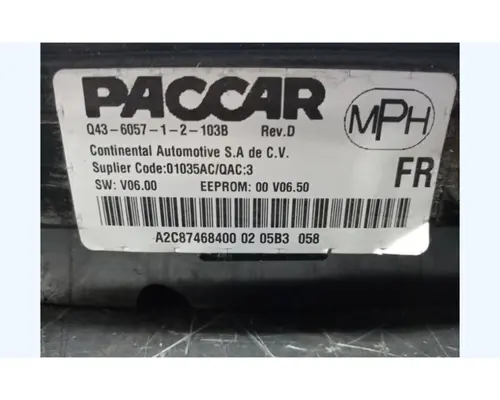 PACCAR
MPH
Q43-6057-1-2-103B Rev.D
Continental Automotive S.A de C.V.
Suplier Code:01035AC/QAC:3
FR
SW: V06.00 EEPROM: 00 V06.50
A2C87468400 02 05B3 058